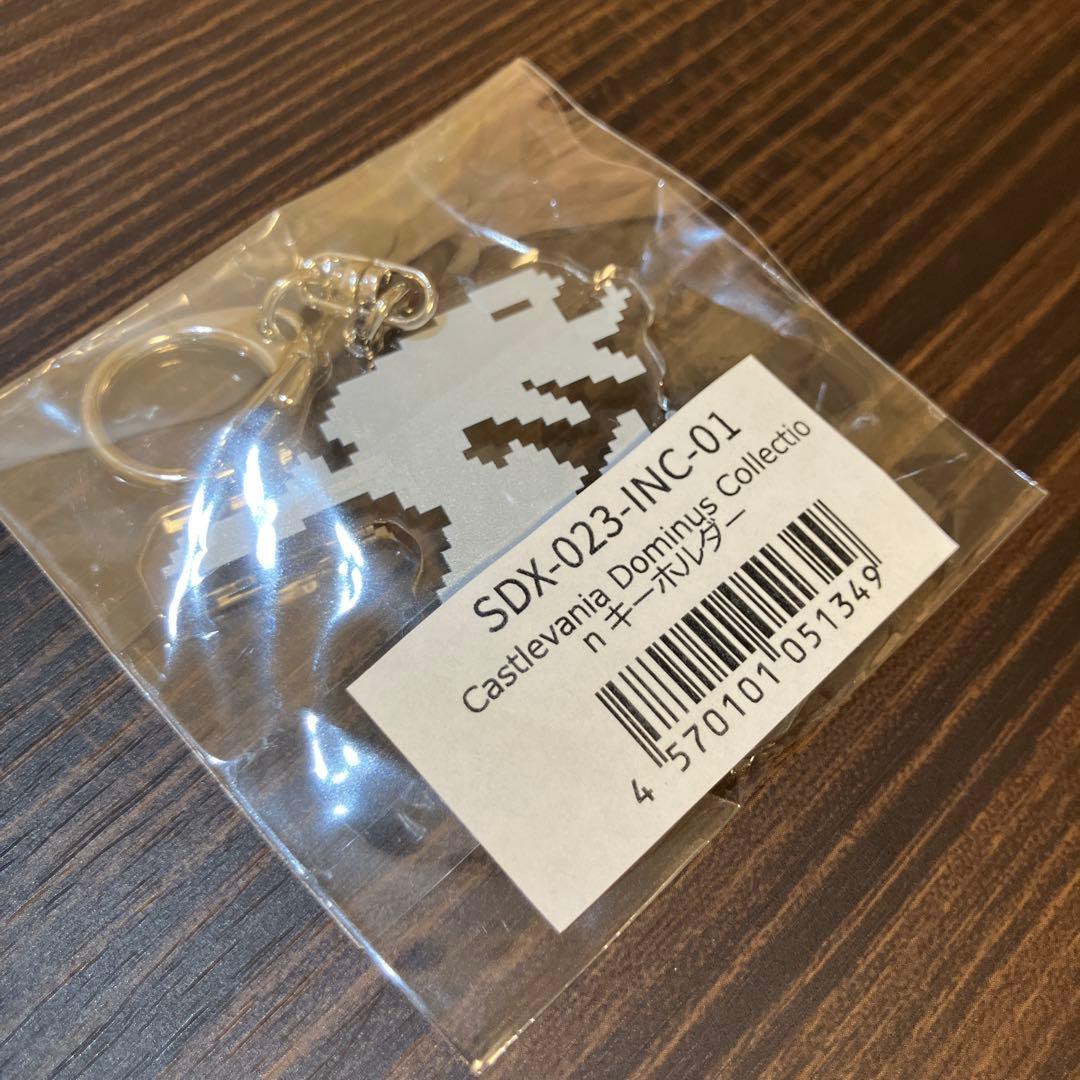 SDX-023-INC-01
Castlevania Dominus Collectio
n キーホルダー
4 570101 051349